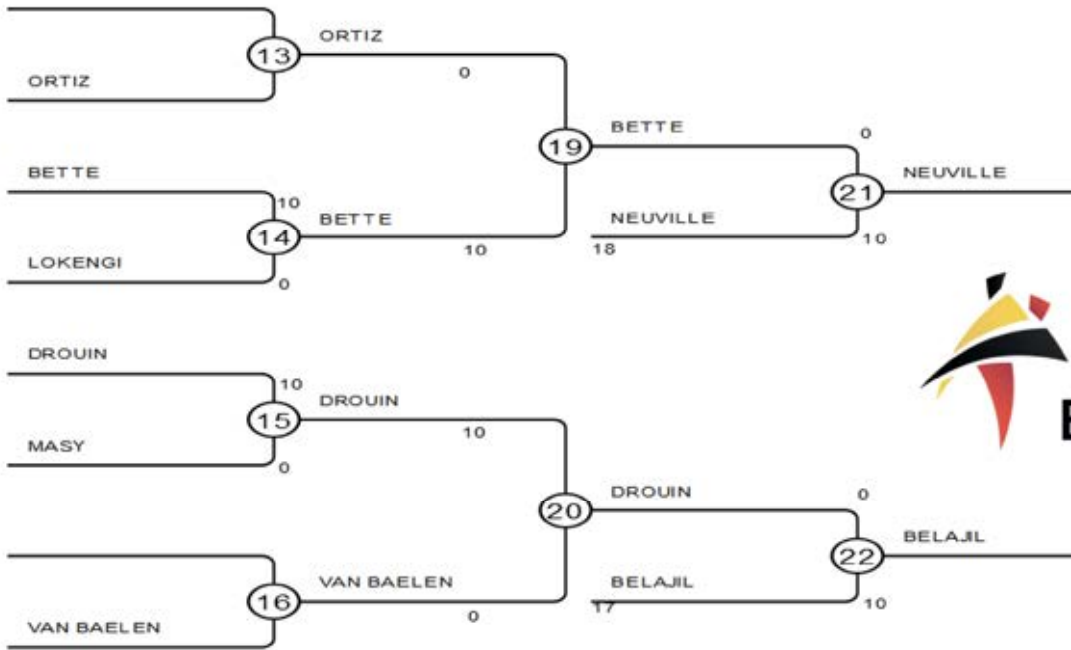 13
ORTIZ
0
ORTIZ
19
BETTE
0
BETTE
10
14
BETTE
10
NEUVILLE
18
21
NEUVILLE
10
LOKENGI
0
DROUIN
10
15
DROUIN
10
MASY
0
20
DROUIN
0
VAN BAELEN
0
BELAJIL
17
22
BELAJIL
10
16
VAN BAELEN